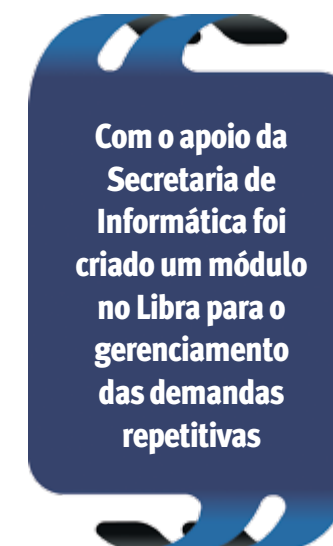 Com o apoio da
Secretaria de
Informática foi
criado um módulo
no Libra para o
gerenciamento
das demandas
repetitivas